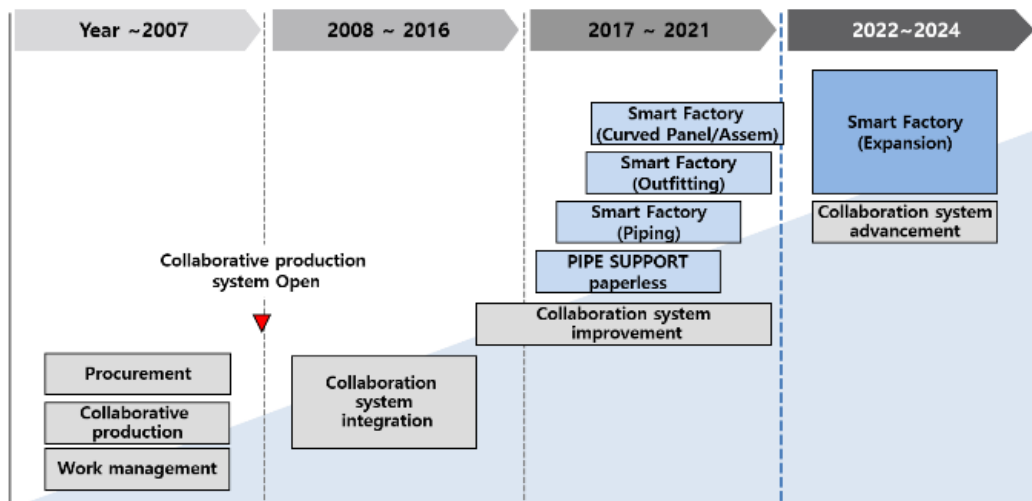 Year ~2007
2008 ~ 2016
2017 ~ 2021
2022~2024
Collaborative production
system Open
Procurement
Collaborative
production
Work management
Collaboration
system
integration
Smart Factory
(Curved Panel/Assem)
Smart Factory
(Outfitting)
Smart Factory
(Piping)
PIPE SUPPORT
paperless
Collaboration system
improvement
Smart Factory
(Expansion)
Collaboration system
advancement